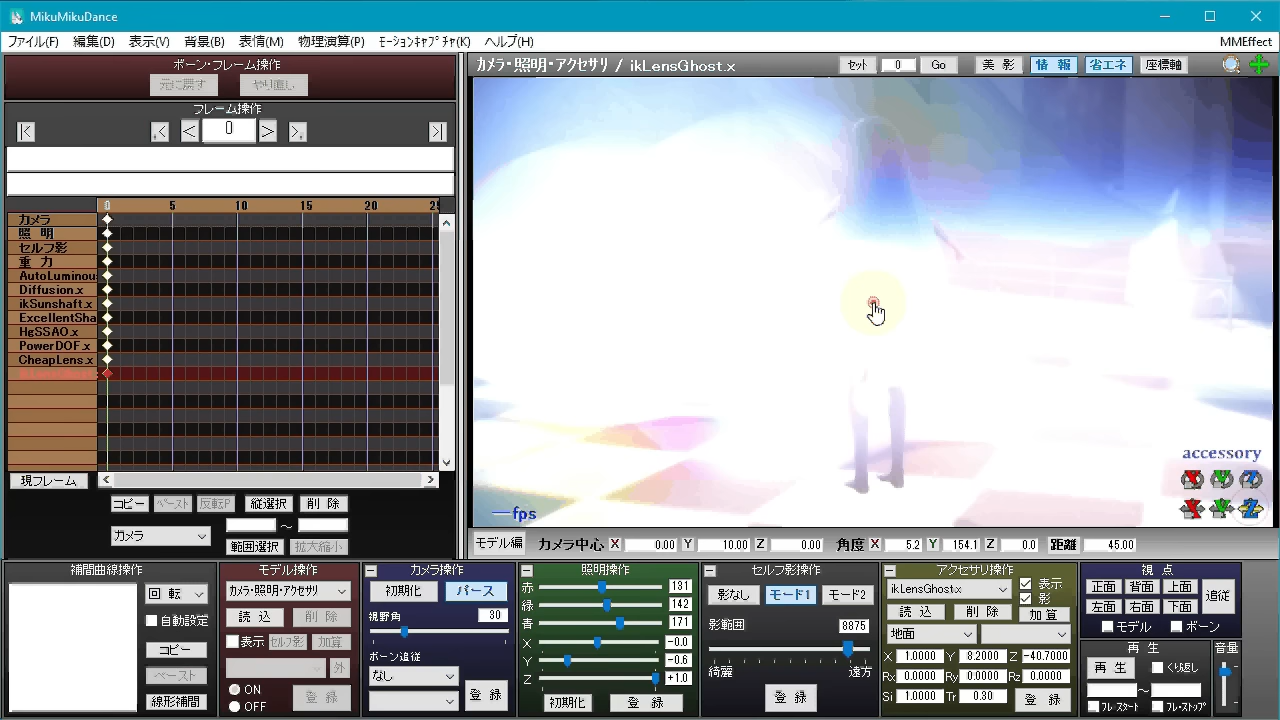 MikuMikuDance
ファイル(F) 編集(D) 表示(V) 背景(B) 表情(M) 物理演算(P) ﾓｰｼｮﾝｷｬﾌﾟﾁｬ(K) ヘルプ(H) MMEffect
ボーン・フレーム操作
元に戻す やり直し
フレーム操作
0
カメラ・照明・アクセサリ / ikLensGhost.x ｾｯﾄ 0 Go 美 影 情 報 省エネ 座標軸
0 5 10 15 20
カメラ
照 明
セルフ影
重 力
AutoLuminou
Diffusion.x
ikSunshaft.x
ExcellentSha
HgSSAO.x
PowerDOF.x
CheapLens.x
現フレーム
コピー ﾍﾟｰｽﾄ 反転P 縦選択 削 除
カメラ ～
範囲選択 拡大縮小
accessory
X Y Z
X Y Z
—fps
モデル編 カメラ中心 X 0.00 Y 10.00 Z 0.00 角度 X 5.2 Y 154.1 Z 0.0 距離 45.00
補間曲線操作
回 転
自動設定
コピー
ペースト
線形補間
モデル操作
ｶﾒﾗ･照明･ｱｸｾｻﾘ
読 込 削 除
表示 ｾﾙﾌ影 加算
外
ON
OFF
登 録
カメラ操作
初期化 パース
視野角 30
ボーン追従
なし
登 録
照明操作
赤 131
緑 142
青 171
X -0.0
Y -0.6
Z +1.0
初期化 登 録
セルフ影操作
影なし モード1 モード2
影範囲 8875
綺麗 遠方
登 録
アクセサリ操作
ikLensGhost.x 表示
影
読 込 削 除 加 算
地面
X 1.0000 Y 8.2000 Z -40.7000
Rx 0.0000 Ry 0.0000 Rz 0.0000
Si 1.0000 Tr 0.30 登 録
視 点
正面 背面 上面 追従
左面 右面 下面
モデル ボーン
再 生
再 生 くり返し
～
ﾌﾚ･ｽﾀｰﾄ ﾌﾚ･ｽﾄｯﾌﾟ
音量